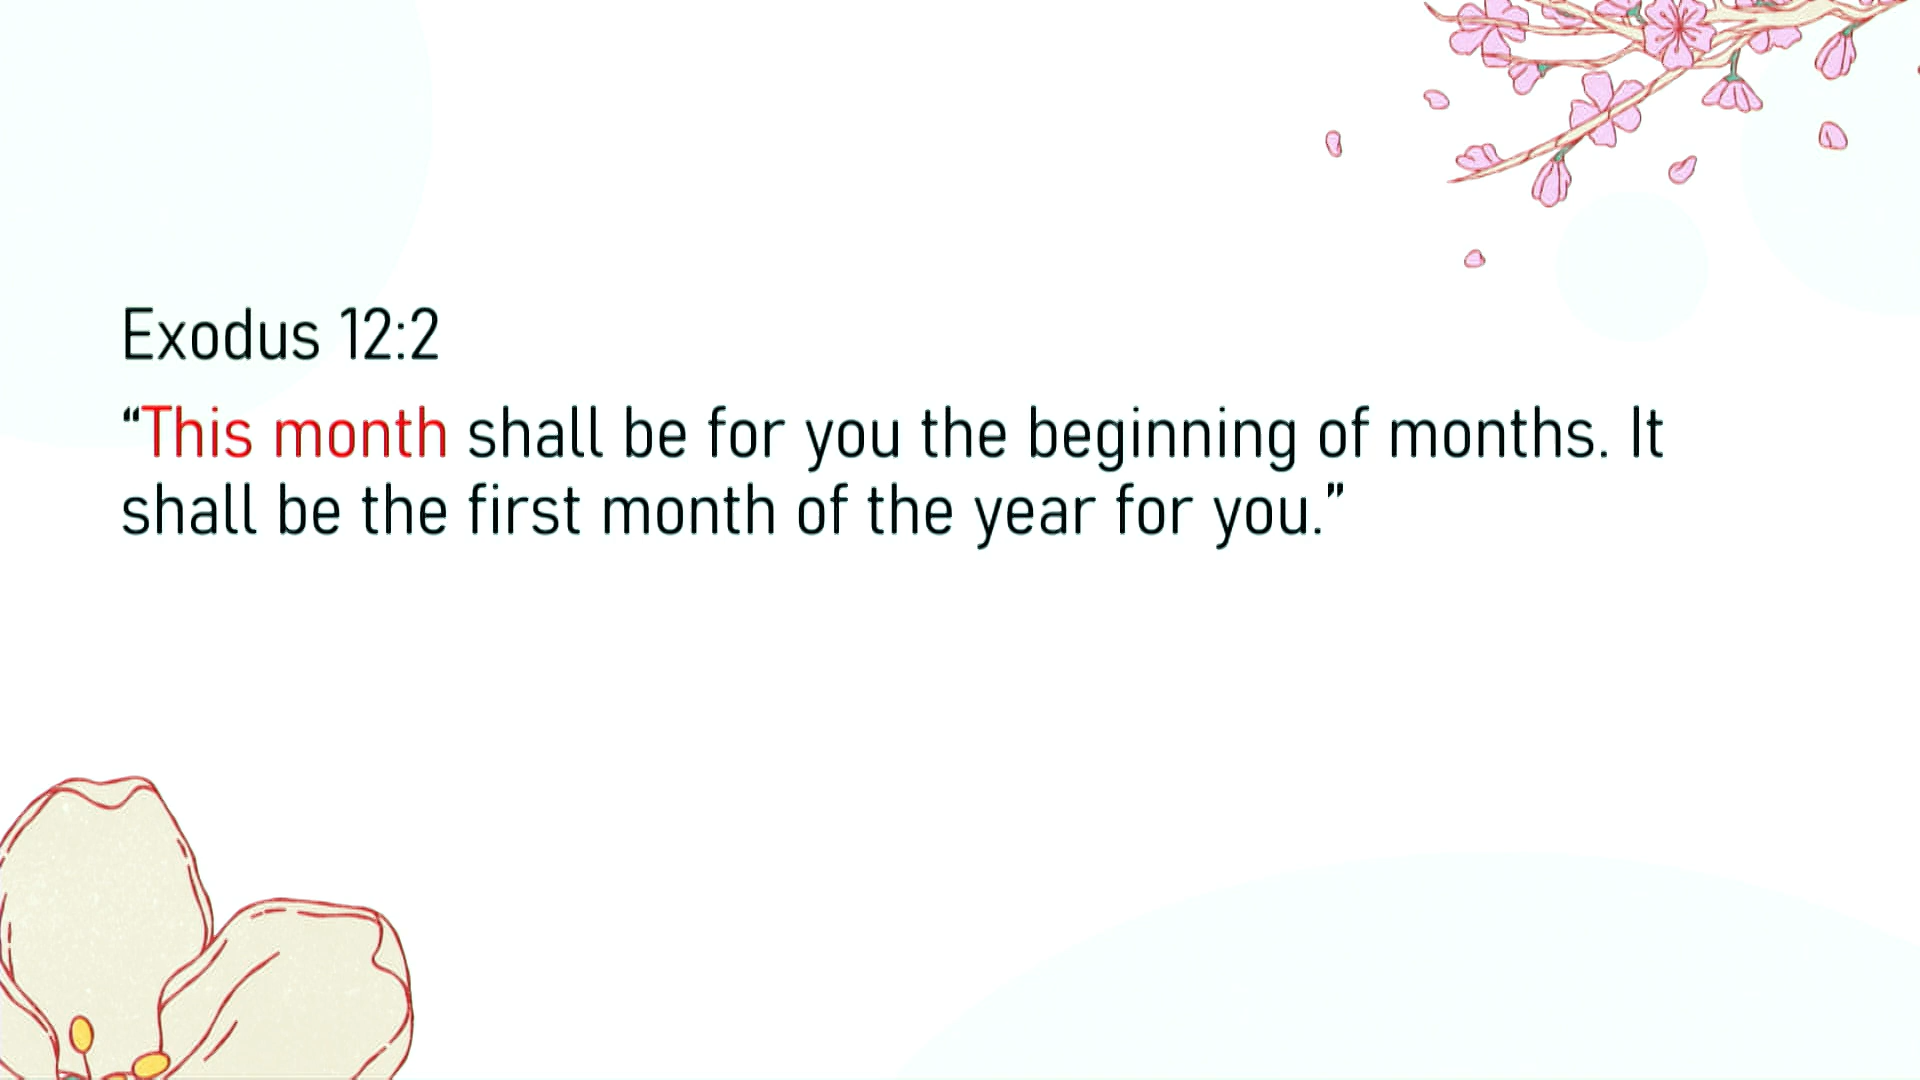 Exodus 12:2
“This month shall be for you the beginning of months. It
shall be the first month of the year for you.”